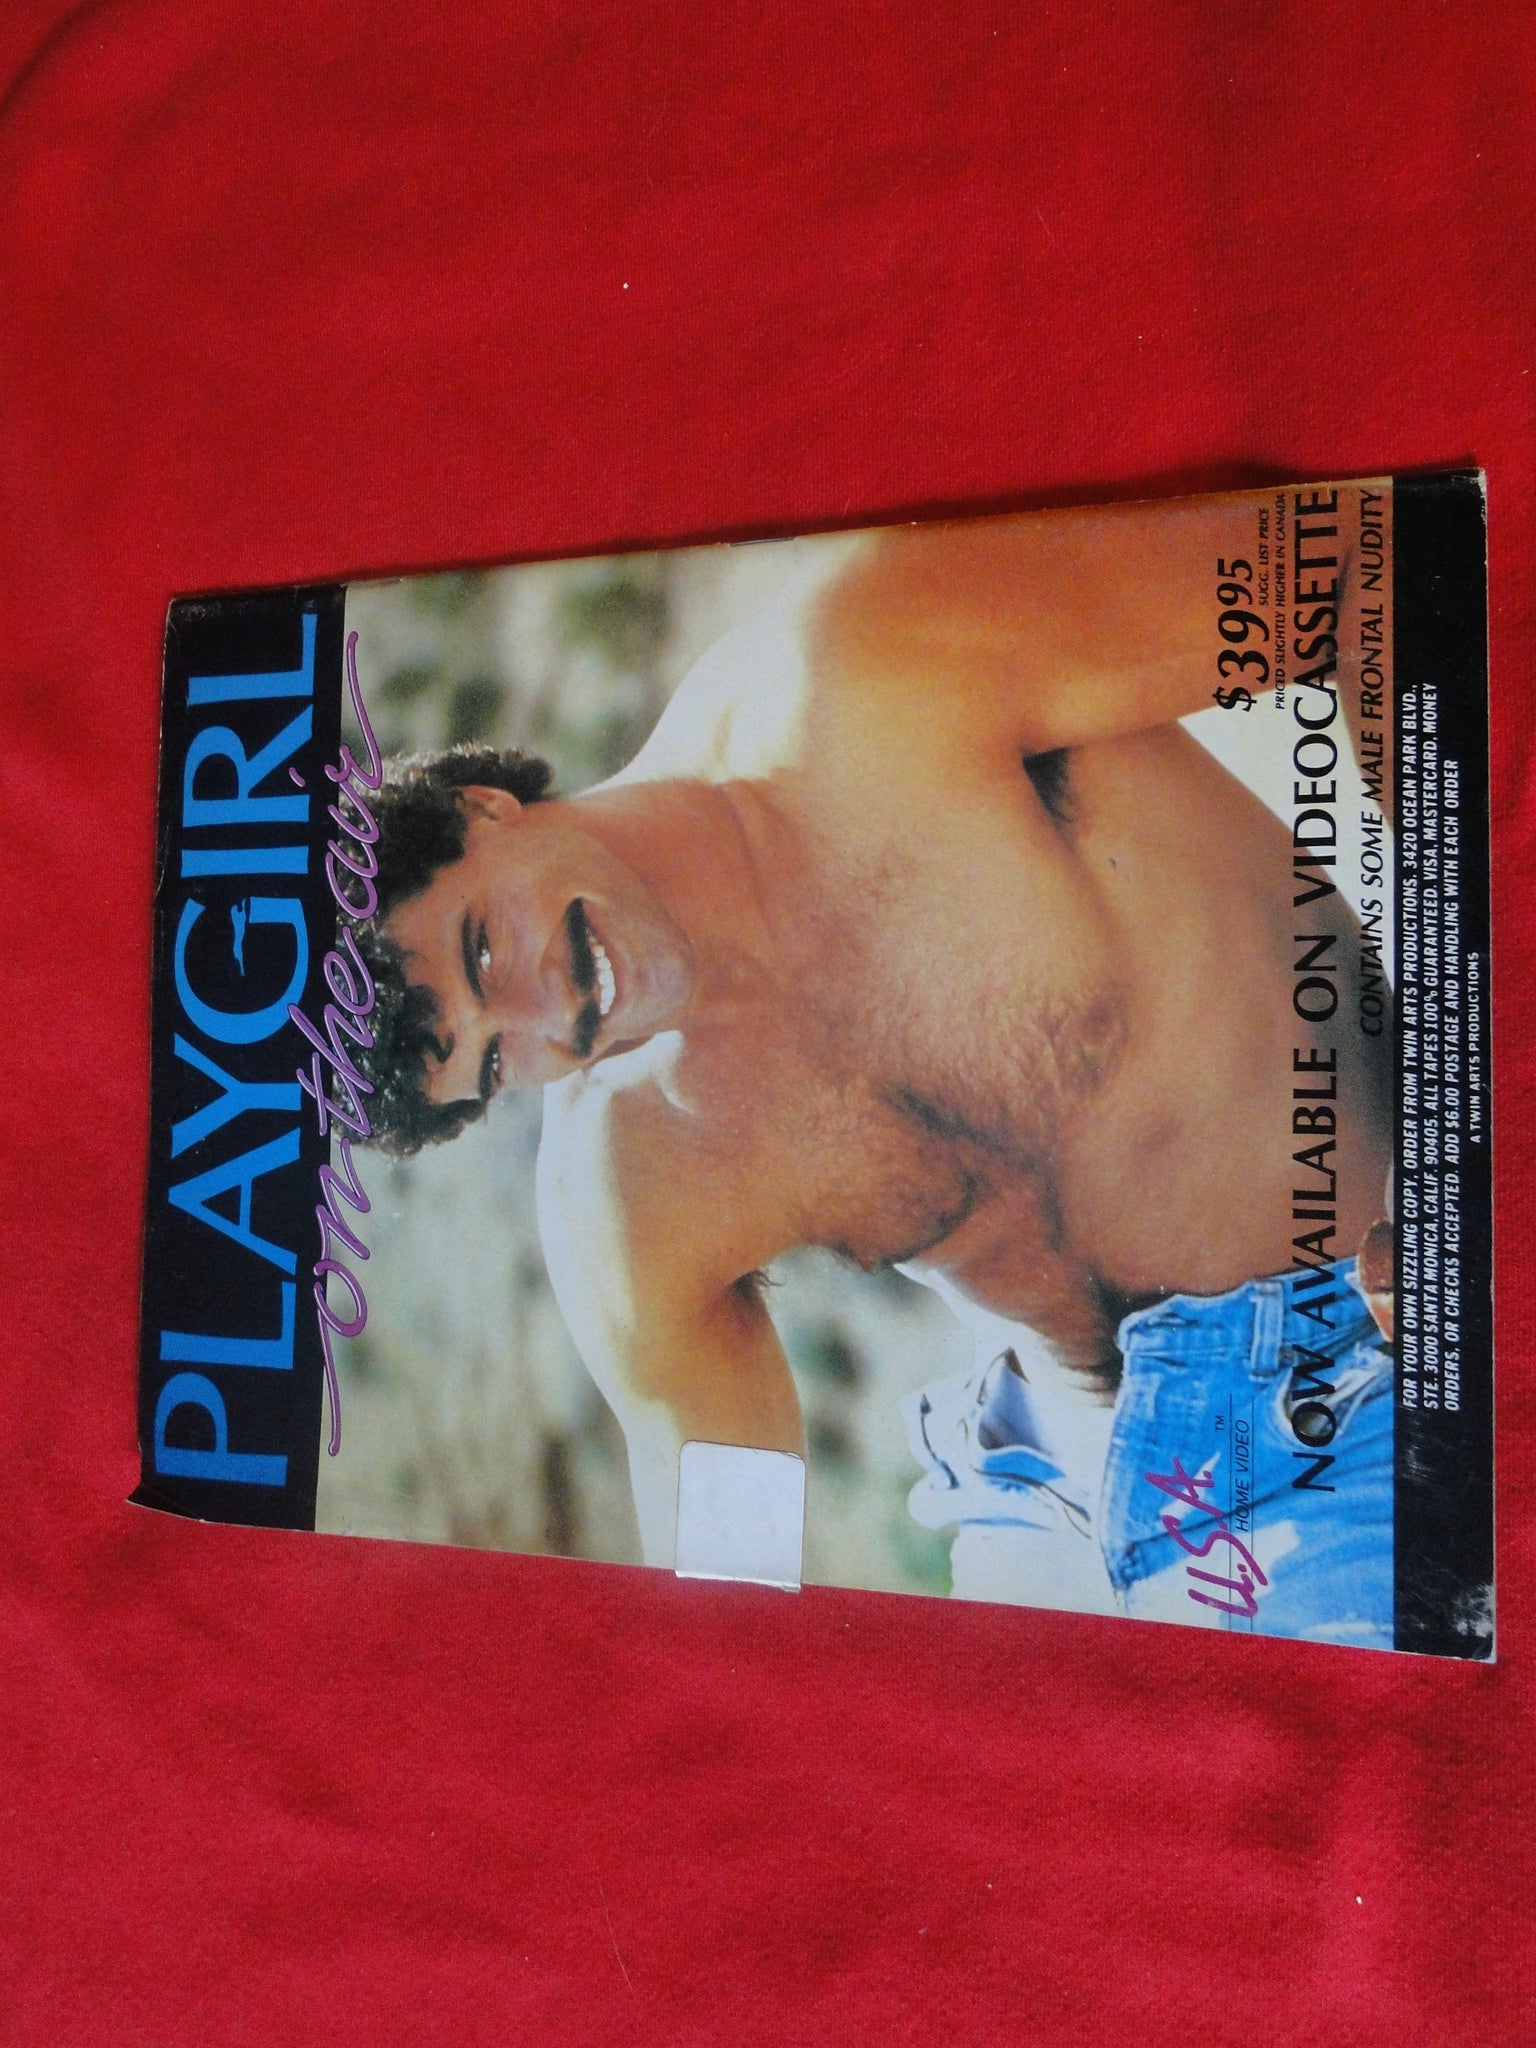 PLAYGIRL®
on the air
$3995
SUGG. LIST PRICE
PRICED SLIGHTLY HIGHER IN CANADA
U.S.A.™
HOME VIDEO
NOW AVAILABLE ON VIDEOCASSETTE
CONTAINS SOME MALE FRONTAL NUDITY
FOR YOUR OWN SIZZLING COPY, ORDER FROM TWIN ARTS PRODUCTIONS, 3420 OCEAN PARK BLVD.,
STE. 3000 SANTA MONICA, CALIF. 90405. ALL TAPES 100% GUARANTEED. VISA, MASTERCARD, MONEY
ORDERS, OR CHECKS ACCEPTED. ADD $6.00 POSTAGE AND HANDLING WITH EACH ORDER
A TWIN ARTS PRODUCTIONS